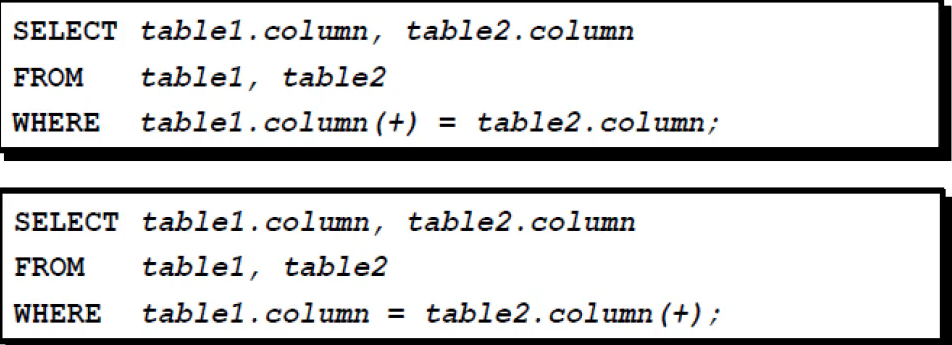 SELECT table1.column, table2.column
FROM table1, table2
WHERE table1.column(+) = table2.column;
SELECT table1.column, table2.column
FROM table1, table2
WHERE table1.column = table2.column(+);